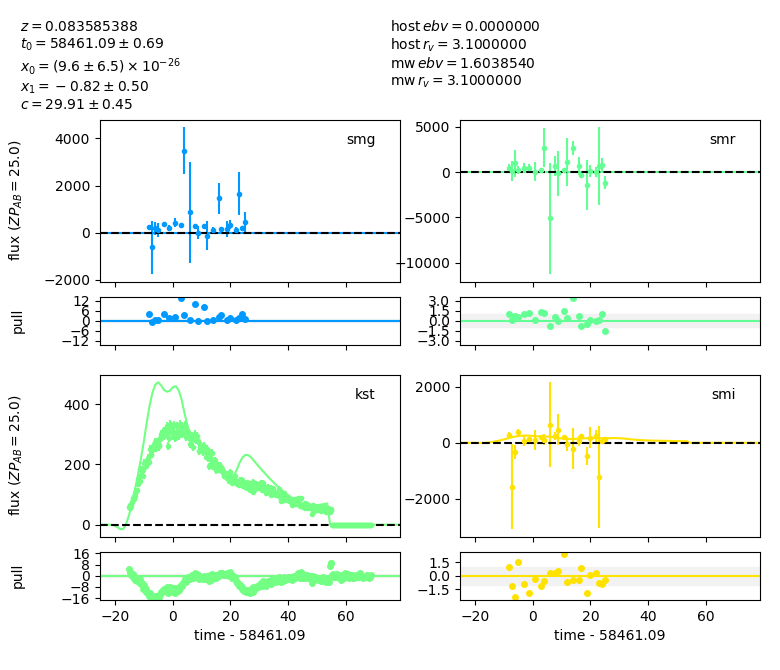 z = 0.083585388
t0 = 58461.09 ± 0.69
x0 = (9.6 ± 6.5) × 10^−26
x1 = −0.82 ± 0.50
c = 29.91 ± 0.45
host ebv = 0.0000000
host rv = 3.1000000
mw ebv = 1.6038540
mw rv = 3.1000000
flux (ZPAB = 25.0)
4000
2000
0
−2000
smg
5000
0
−5000
−10000
smr
pull
12
6
0
−6
−12
3.0
1.5
0.0
−1.5
−3.0
flux (ZPAB = 25.0)
400
200
0
kst
2000
0
−2000
smi
pull
16
8
0
−8
−16
1.5
0.0
−1.5
−20 0 20 40 60
−20 0 20 40 60
time - 58461.09
time - 58461.09